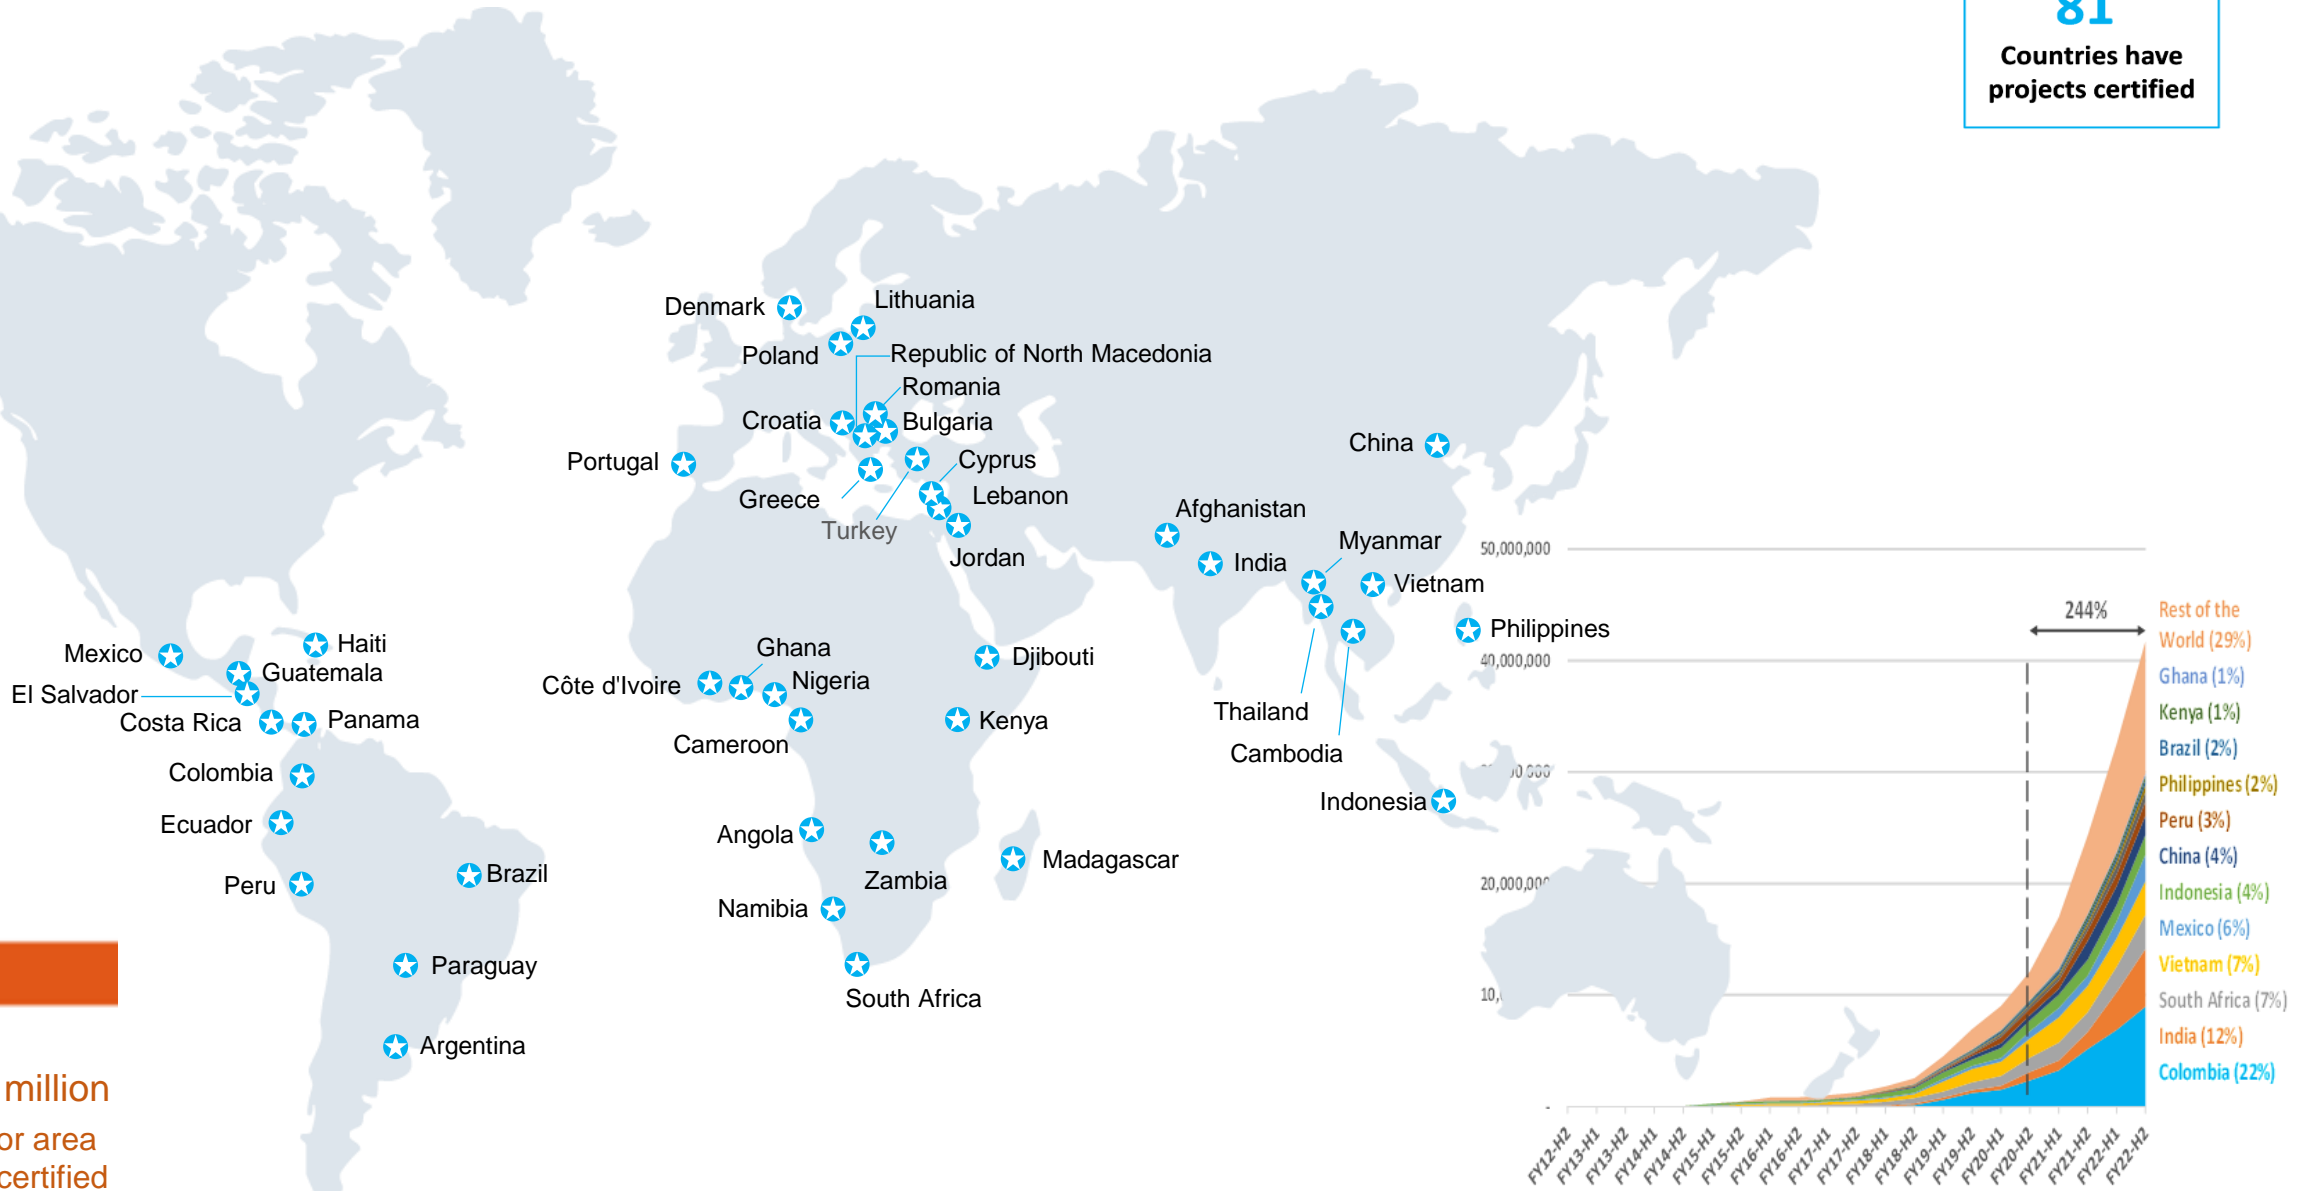 81
Countries have
projects certified
Denmark
Lithuania
Poland
Republic of North Macedonia
Romania
Croatia
Bulgaria
Portugal
Cyprus
Greece
Lebanon
Turkey
Jordan
China
Afghanistan
India
Myanmar
Vietnam
Philippines
Thailand
Cambodia
Indonesia
Mexico
Haiti
Guatemala
El Salvador
Costa Rica
Panama
Colombia
Ecuador
Peru
Brazil
Paraguay
Argentina
Ghana
Côte d'Ivoire
Nigeria
Cameroon
Djibouti
Kenya
Angola
Zambia
Madagascar
Namibia
South Africa
million
or area
certified
50,000,000
40,000,000
20,000,000
10,
-
244%
Rest of the
World (29%)
Ghana (1%)
Kenya (1%)
Brazil (2%)
Philippines (2%)
Peru (3%)
China (4%)
Indonesia (4%)
Mexico (6%)
Vietnam (7%)
South Africa (7%)
India (12%)
Colombia (22%)
FY12-H2
FY13-H1
FY13-H2
FY14-H1
FY14-H2
FY15-H1
FY15-H2
FY16-H1
FY16-H2
FY17-H1
FY17-H2
FY18-H1
FY18-H2
FY19-H1
FY19-H2
FY20-H1
FY20-H2
FY21-H1
FY21-H2
FY22-H1
FY22-H2